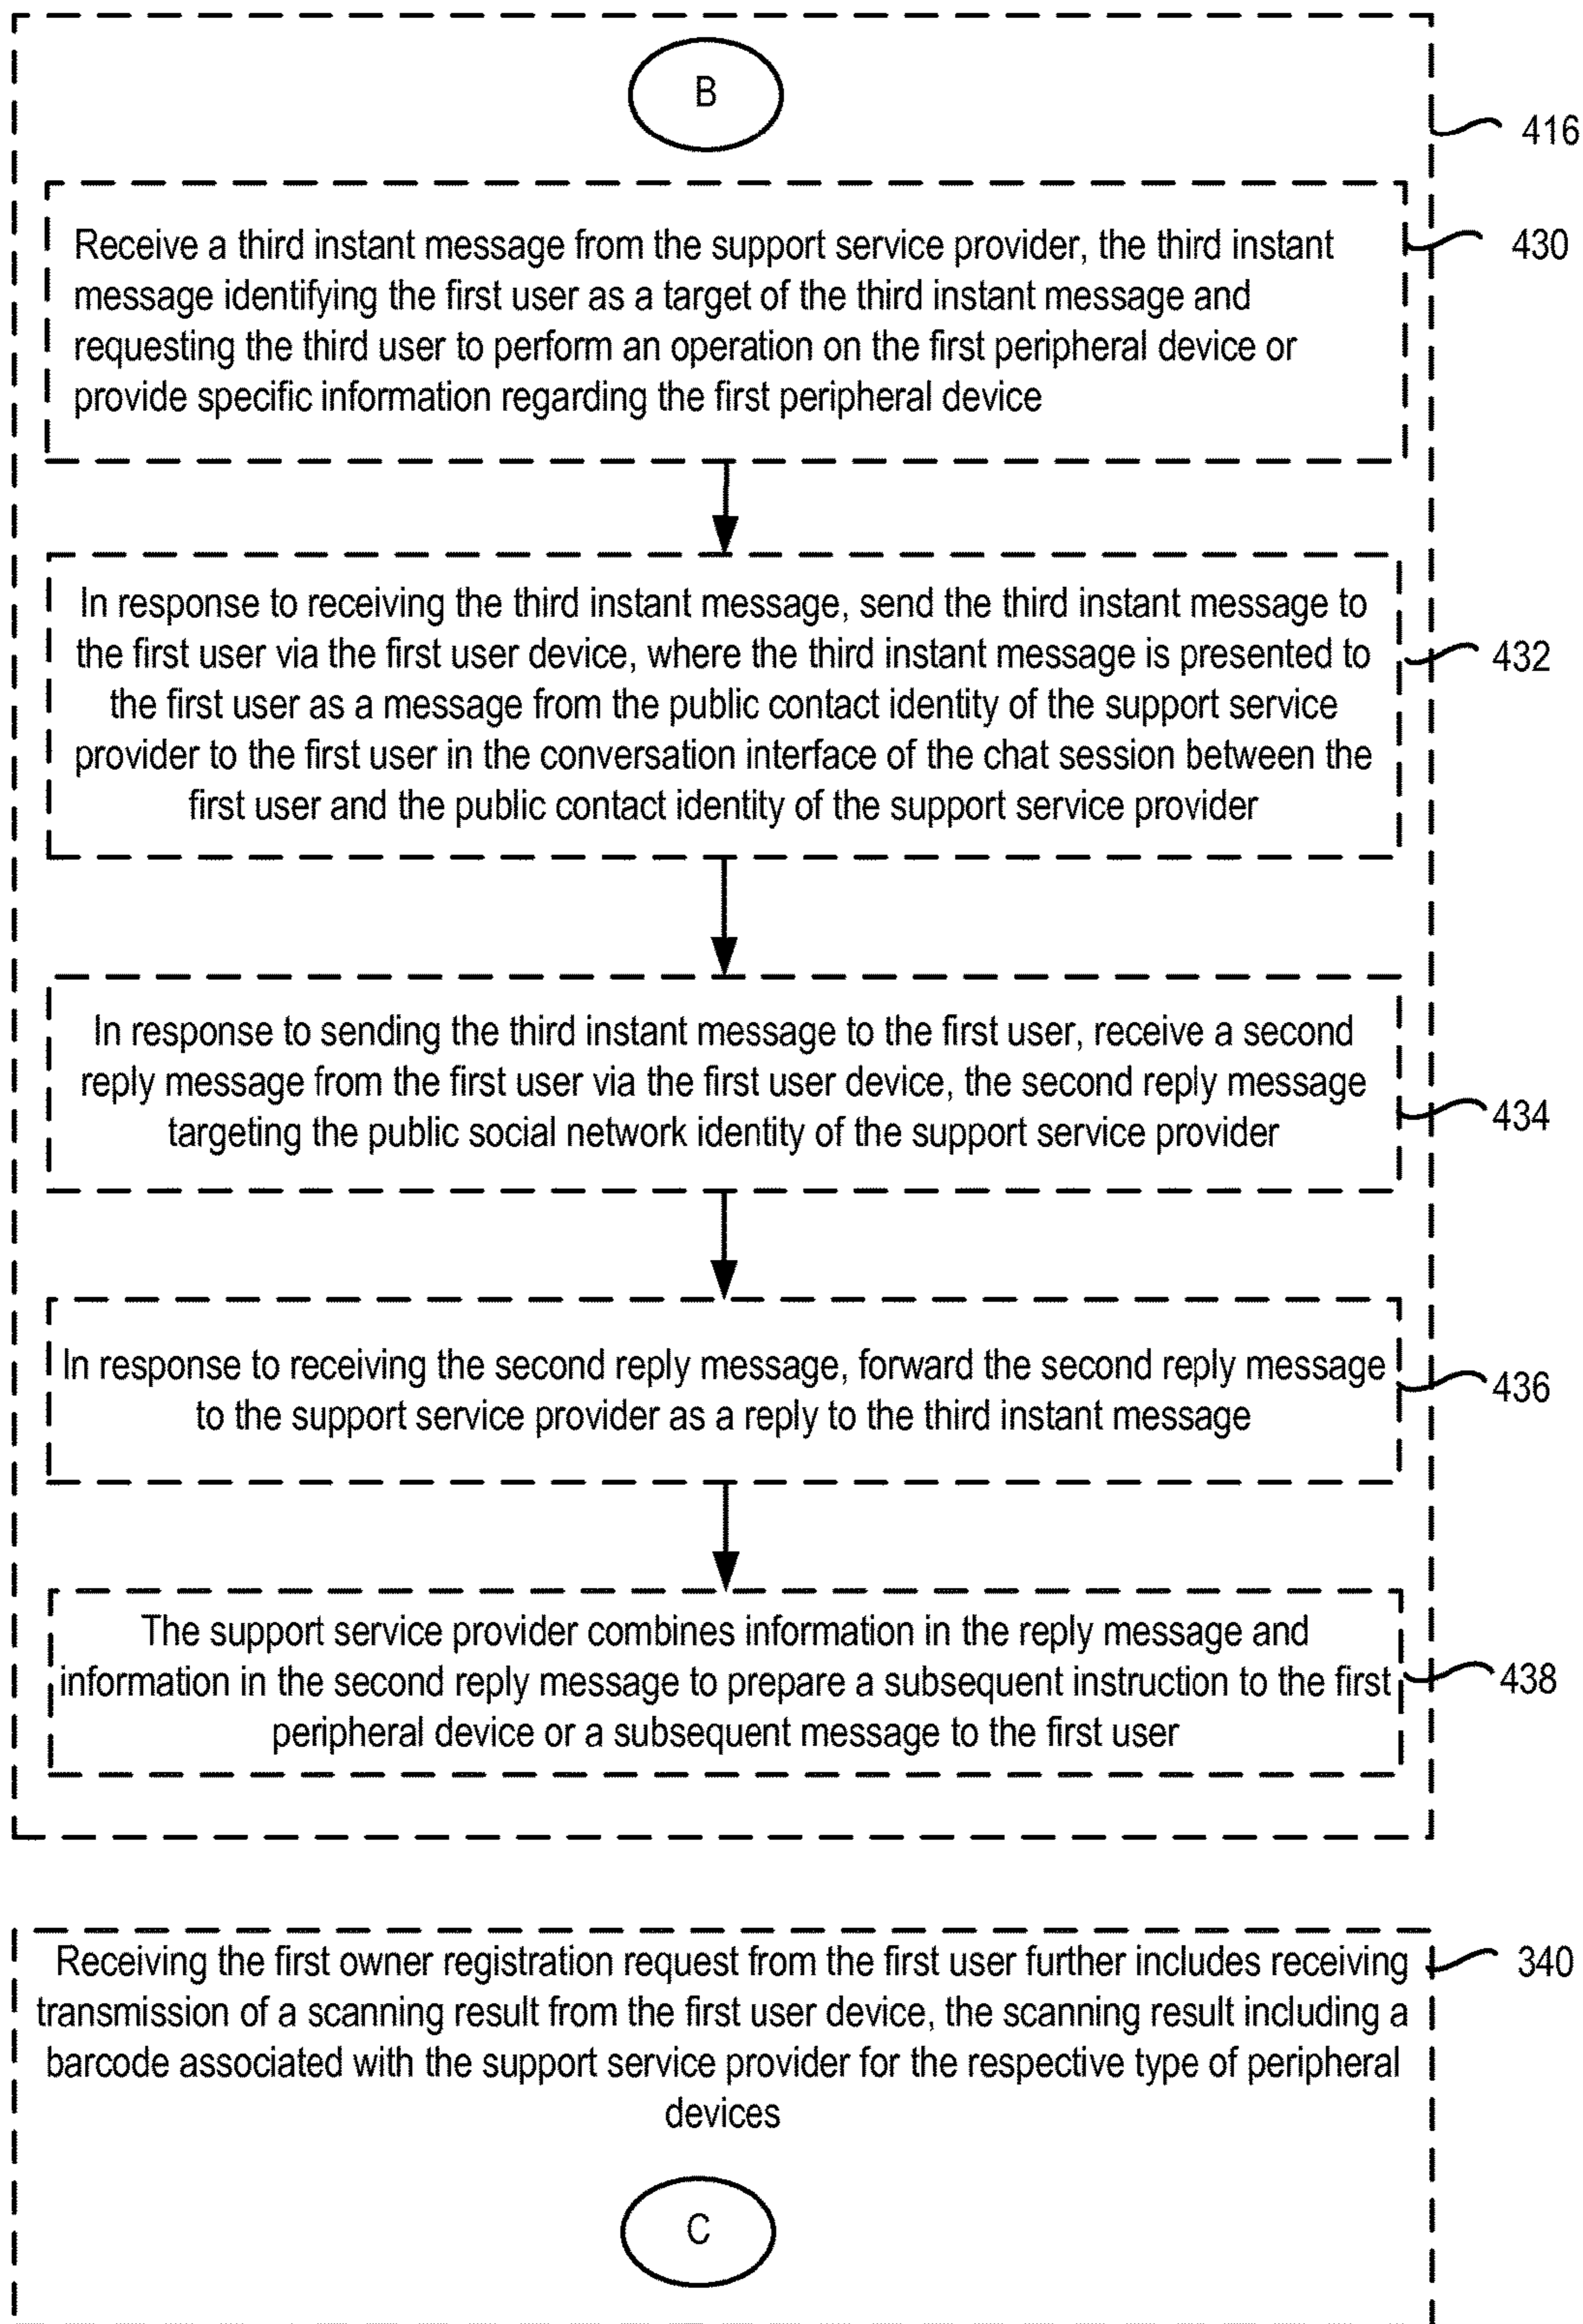 B
416
Receive a third instant message from the support service provider, the third instant
message identifying the first user as a target of the third instant message and
requesting the third user to perform an operation on the first peripheral device or
provide specific information regarding the first peripheral device
430
In response to receiving the third instant message, send the third instant message to
the first user via the first user device, where the third instant message is presented to
the first user as a message from the public contact identity of the support service
provider to the first user in the conversation interface of the chat session between the
first user and the public contact identity of the support service provider
432
In response to sending the third instant message to the first user, receive a second
reply message from the first user via the first user device, the second reply message
targeting the public social network identity of the support service provider
434
In response to receiving the second reply message, forward the second reply message
to the support service provider as a reply to the third instant message
436
The support service provider combines information in the reply message and
information in the second reply message to prepare a subsequent instruction to the first
peripheral device or a subsequent message to the first user
438
Receiving the first owner registration request from the first user further includes receiving
transmission of a scanning result from the first user device, the scanning result including a
barcode associated with the support service provider for the respective type of peripheral
devices
340
C